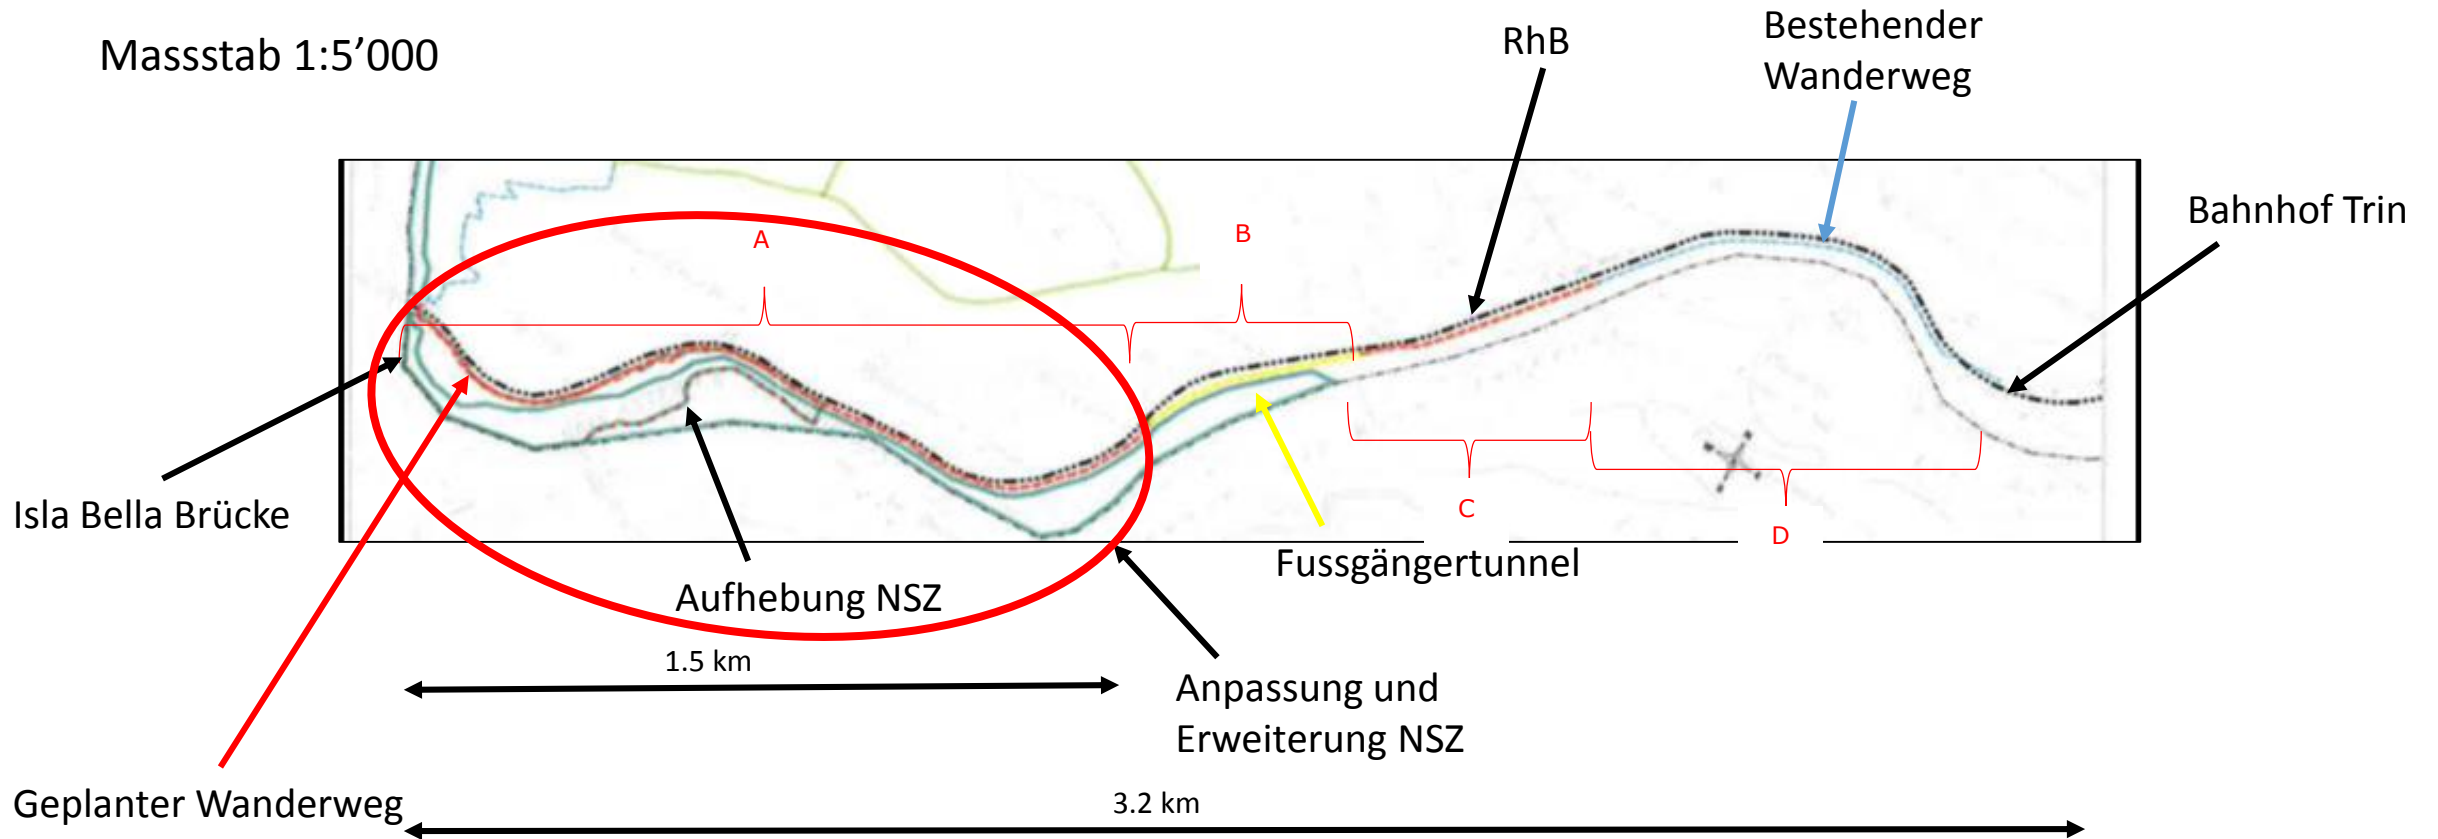 Massstab 1:5’000
RhB
Bestehender
Wanderweg
Bahnhof Trin
A
B
C
D
Isla Bella Brücke
Fussgängertunnel
Aufhebung NSZ
1.5 km
Anpassung und
Erweiterung NSZ
Geplanter Wanderweg
3.2 km